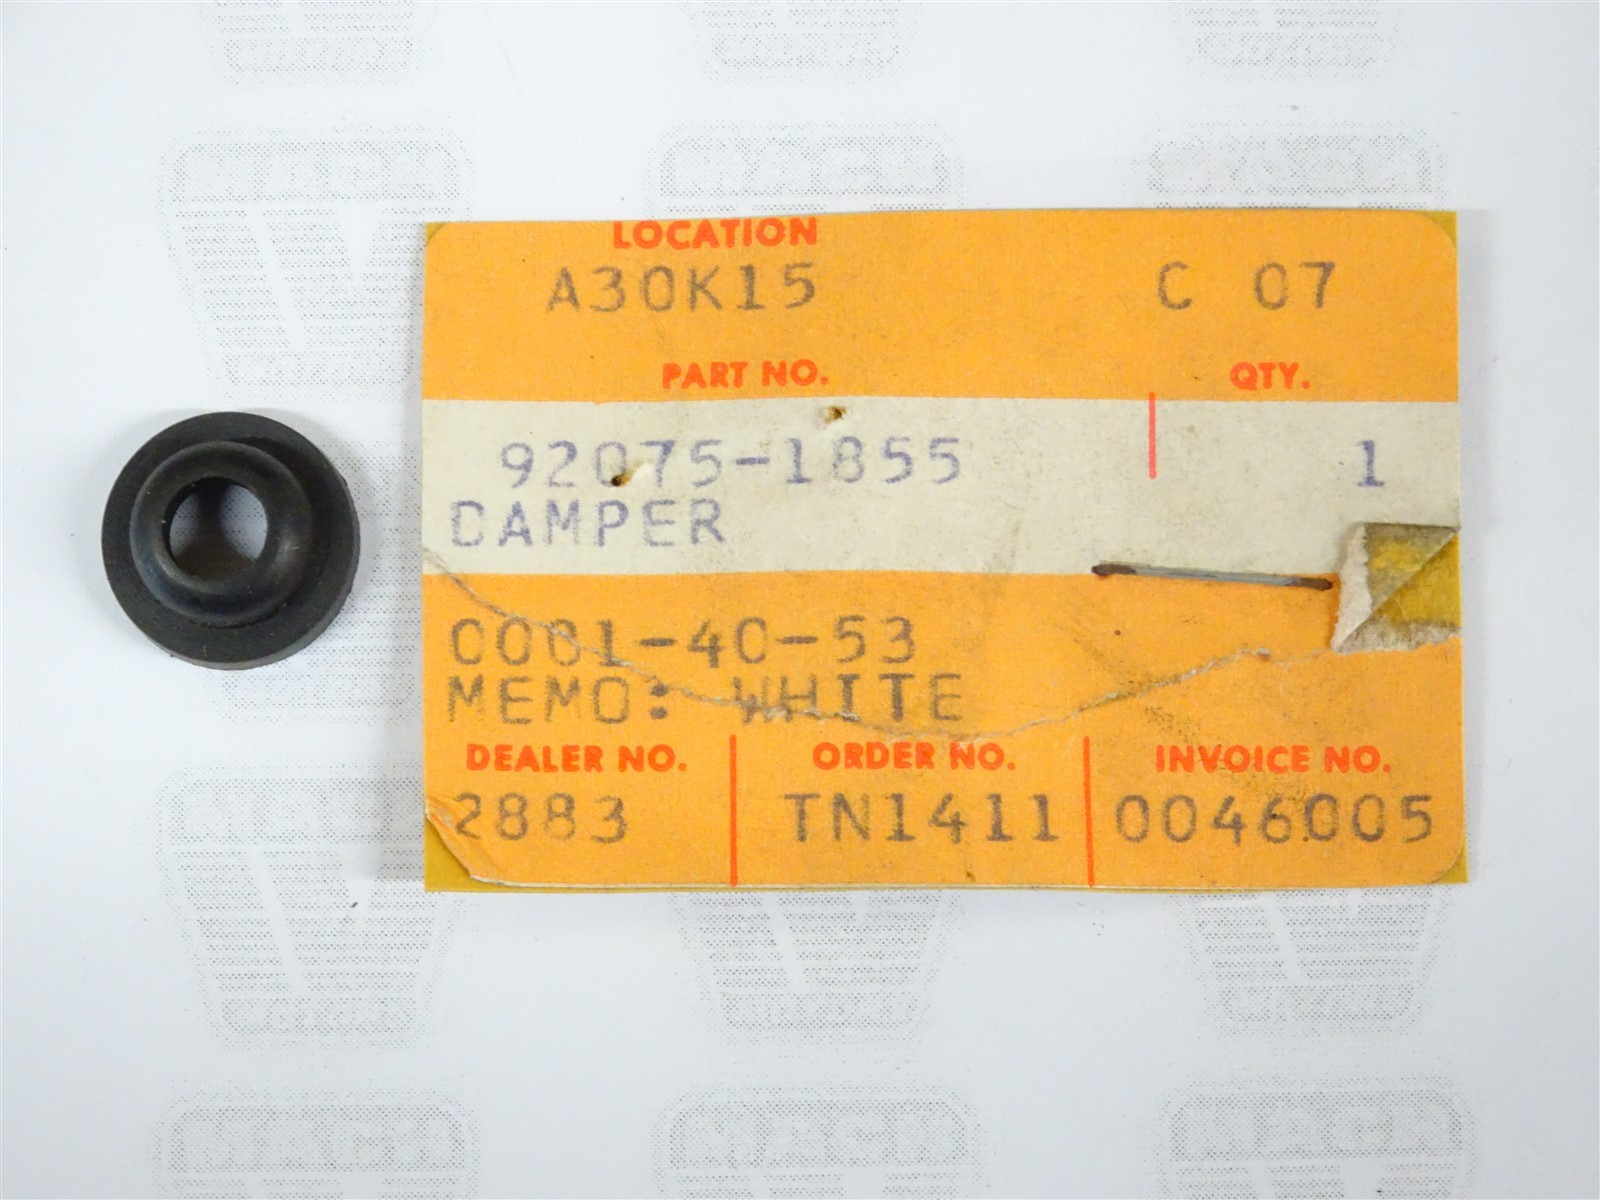 LOCATION
A30K15 C 07
PART NO. QTY.
92075-1855 1
DAMPER
0001-40-53
MEMO: WHITE
DEALER NO. ORDER NO. INVOICE NO.
2883 TN1411 0046005